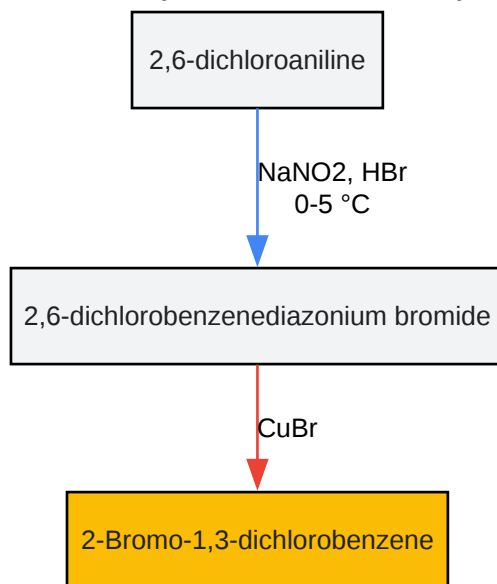 2,6-dichloroaniline
NaNO2, HBr
0-5 °C
2,6-dichlorobenzenediazonium bromide
CuBr
2-Bromo-1,3-dichlorobenzene